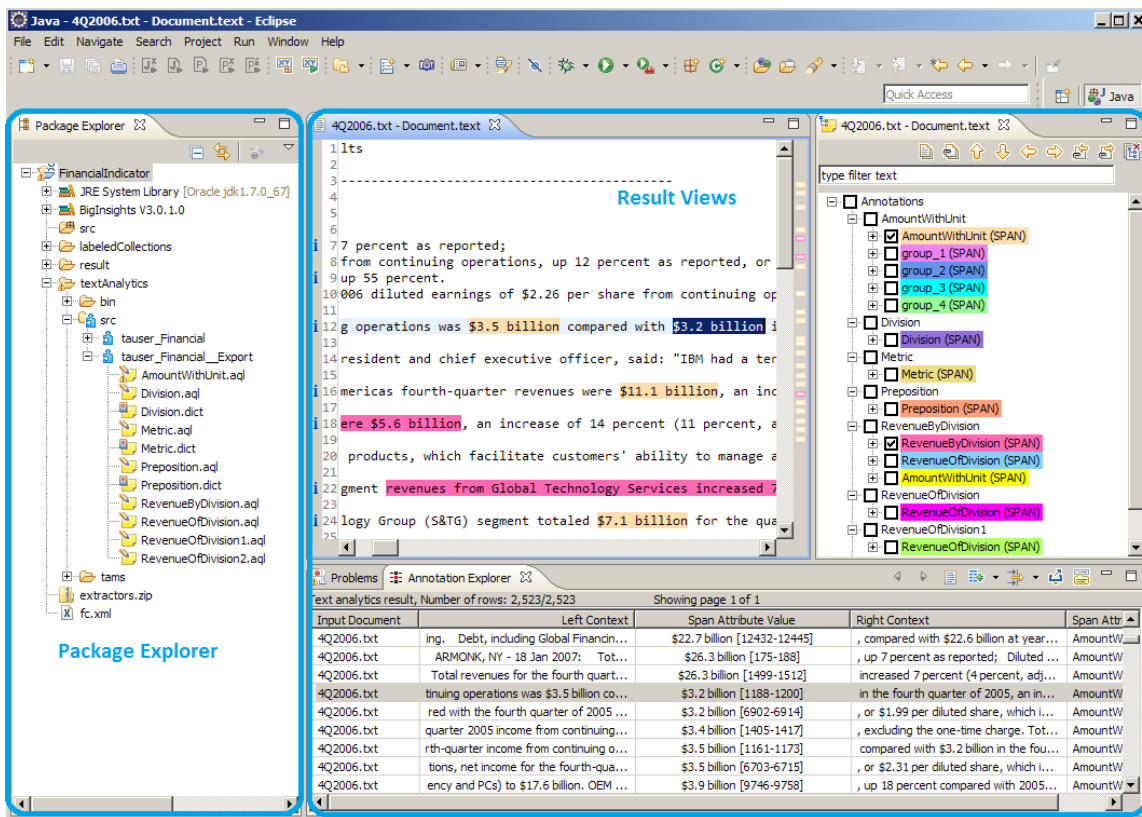 Java - 4Q2006.txt - Document.text - Eclipse
File Edit Navigate Search Project Run Window Help
Quick Access
Java
Package Explorer
FinancialIndicator
JRE System Library [Oracle jdk1.7.0_67]
BigInsights V3.0.1.0
src
labeledCollections
result
textAnalytics
bin
src
tauser_Financial
tauser_Financial__Export
AmountWithUnit.aql
Division.aql
Division.dict
Metric.aql
Metric.dict
Preposition.aql
Preposition.dict
RevenueByDivision.aql
RevenueOfDivision.aql
RevenueOfDivision1.aql
RevenueOfDivision2.aql
tams
extractors.zip
fc.xml
Package Explorer
4Q2006.txt - Document.text
1 lts
2
3 --------------------------------------------
4
Result Views
5
6
7 7 percent as reported;
8 from continuing operations, up 12 percent as reported, or
9 up 55 percent.
10 006 diluted earnings of $2.26 per share from continuing op
11
12 g operations was $3.5 billion compared with $3.2 billion i
13
14 resident and chief executive officer, said: "IBM had a ter
15
16 mericas fourth-quarter revenues were $11.1 billion, an inc
17
18 ere $5.6 billion, an increase of 14 percent (11 percent, a
19
20 products, which facilitate customers' ability to manage a
21
22 gment revenues from Global Technology Services increased 7
23
24 logy Group (S&TG) segment totaled $7.1 billion for the qua
25
4Q2006.txt - Document.text
type filter text
Annotations
AmountWithUnit
AmountWithUnit (SPAN)
group_1 (SPAN)
group_2 (SPAN)
group_3 (SPAN)
group_4 (SPAN)
Division
Division (SPAN)
Metric
Metric (SPAN)
Preposition
Preposition (SPAN)
RevenueByDivision
RevenueByDivision (SPAN)
RevenueOfDivision (SPAN)
AmountWithUnit (SPAN)
RevenueOfDivision
RevenueOfDivision (SPAN)
RevenueOfDivision1
RevenueOfDivision (SPAN)
Problems Annotation Explorer
Text analytics result, Number of rows: 2,523/2,523 Showing page 1 of 1
Input Document Left Context Span Attribute Value Right Context Span Attr
4Q2006.txt ing. Debt, including Global Financin... $22.7 billion [12432-12445] , compared with $22.6 billion at year... AmountW
4Q2006.txt ARMONK, NY - 18 Jan 2007: Tot... $26.3 billion [175-188] , up 7 percent as reported; Diluted ... AmountW
4Q2006.txt Total revenues for the fourth quart... $26.3 billion [1499-1512] increased 7 percent (4 percent, adj... AmountW
4Q2006.txt tinuing operations was $3.5 billion co... $3.2 billion [1188-1200] in the fourth quarter of 2005, an in... AmountW
4Q2006.txt red with the fourth quarter of 2005 ... $3.2 billion [6902-6914] , or $1.99 per diluted share, which i... AmountW
4Q2006.txt quarter 2005 income from continuing... $3.4 billion [1405-1417] , excluding the one-time charge. Tot... AmountW
4Q2006.txt rth-quarter income from continuing o... $3.5 billion [1161-1173] compared with $3.2 billion in the fou... AmountW
4Q2006.txt tions, net income for the fourth-qua... $3.5 billion [6703-6715] , or $2.31 per diluted share, which i... AmountW
4Q2006.txt ency and PCs) to $17.6 billion. OEM ... $3.9 billion [9746-9758] , up 18 percent compared with 2005... AmountW